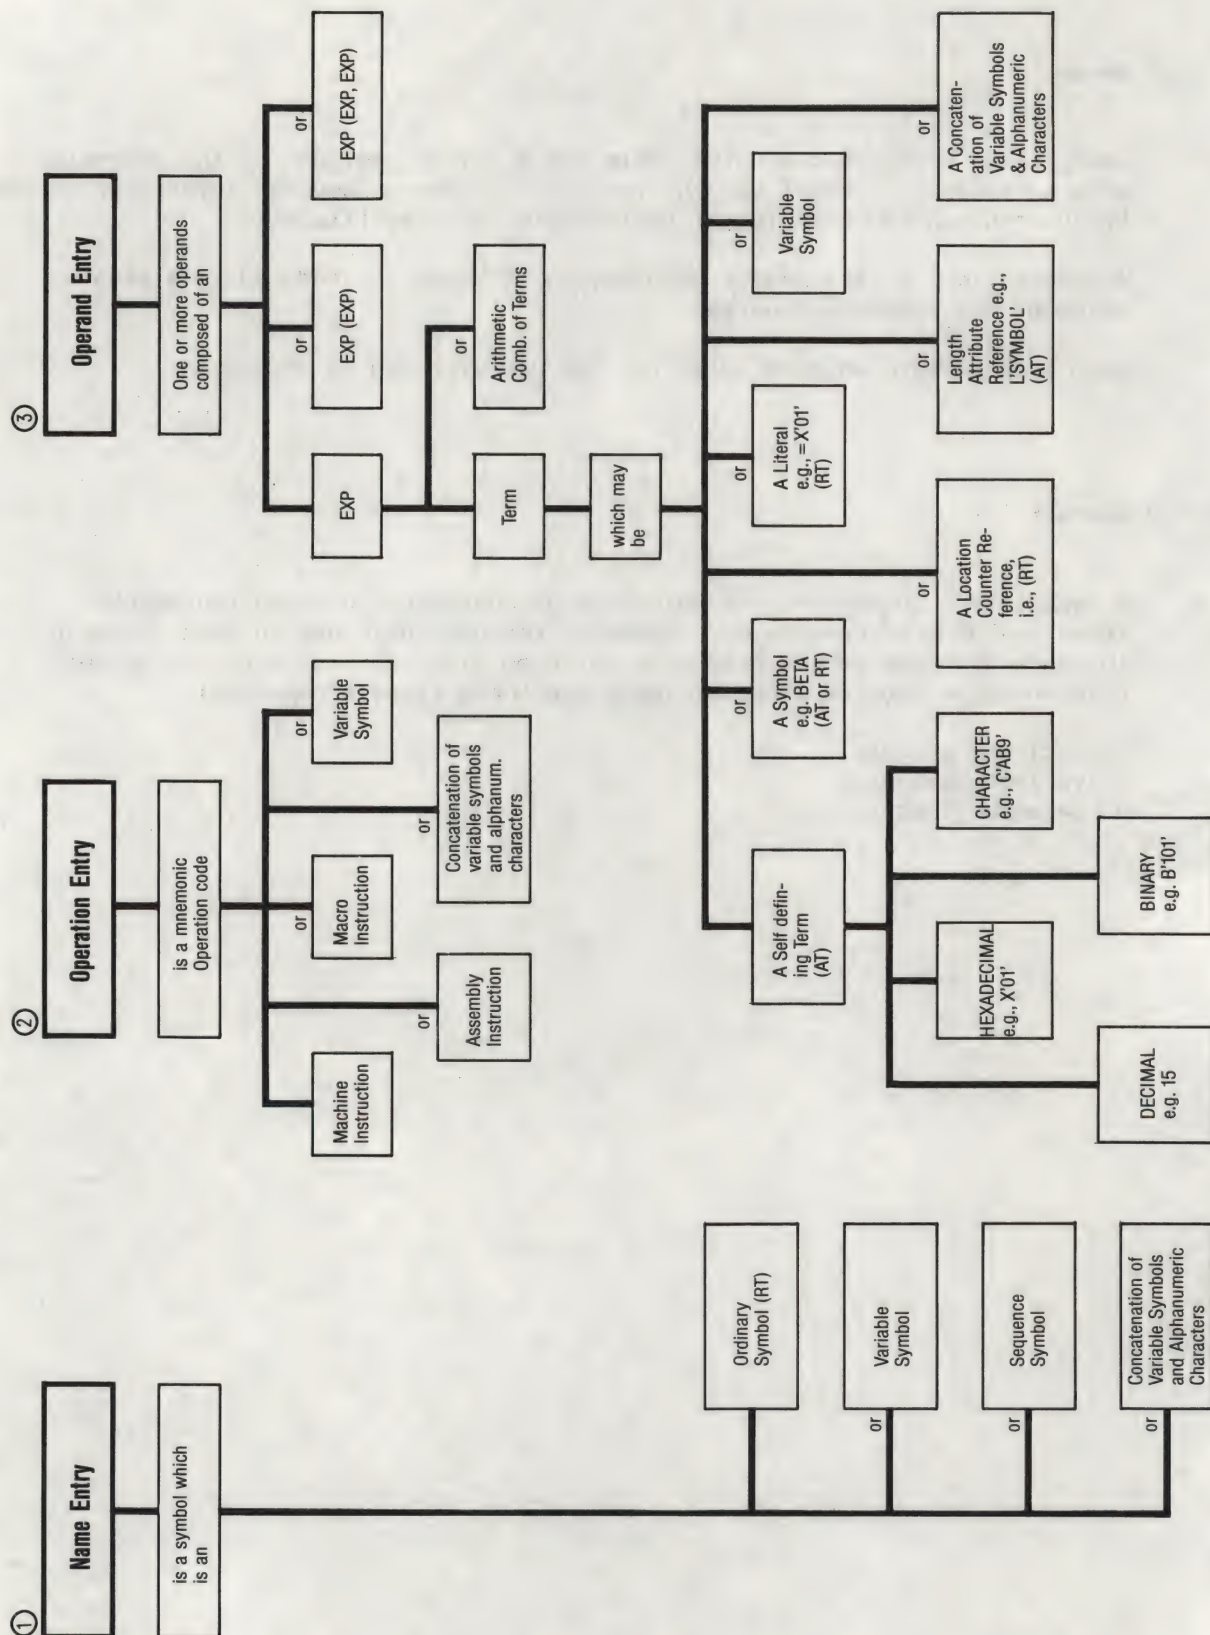 ①
Name Entry
is a symbol which
is an
Ordinary
Symbol (RT)
or
Variable
Symbol
or
Sequence
Symbol
or
Concatenation of
Variable Symbols
and Alphanumeric
Characters
②
Operation Entry
is a mnemonic
Operation code
Machine
Instruction
or
Assembly
Instruction
or
Macro
Instruction
or
Concatenation of
variable symbols
and alphanum.
characters
or
Variable
Symbol
③
Operand Entry
One or more operands
composed of an
EXP
or
EXP (EXP)
or
EXP (EXP, EXP)
Term
or
Arithmetic
Comb. of Terms
which may
be
A Self defin-
ing Term
(AT)
or
A Symbol
e.g. BETA
(AT or RT)
or
A Location
Counter Re-
ference,
i.e., (RT)
or
A Literal
e.g., =X'01'
(RT)
or
Length
Attribute
Reference e.g.,
L'SYMBOL'
(AT)
or
Variable
Symbol
or
A Concaten-
ation of
Variable Symbols
& Alphanumeric
Characters
DECIMAL
e.g. 15
HEXADECIMAL
e.g., X'01'
BINARY
e.g. B'101'
CHARACTER
e.g., C'AB9'